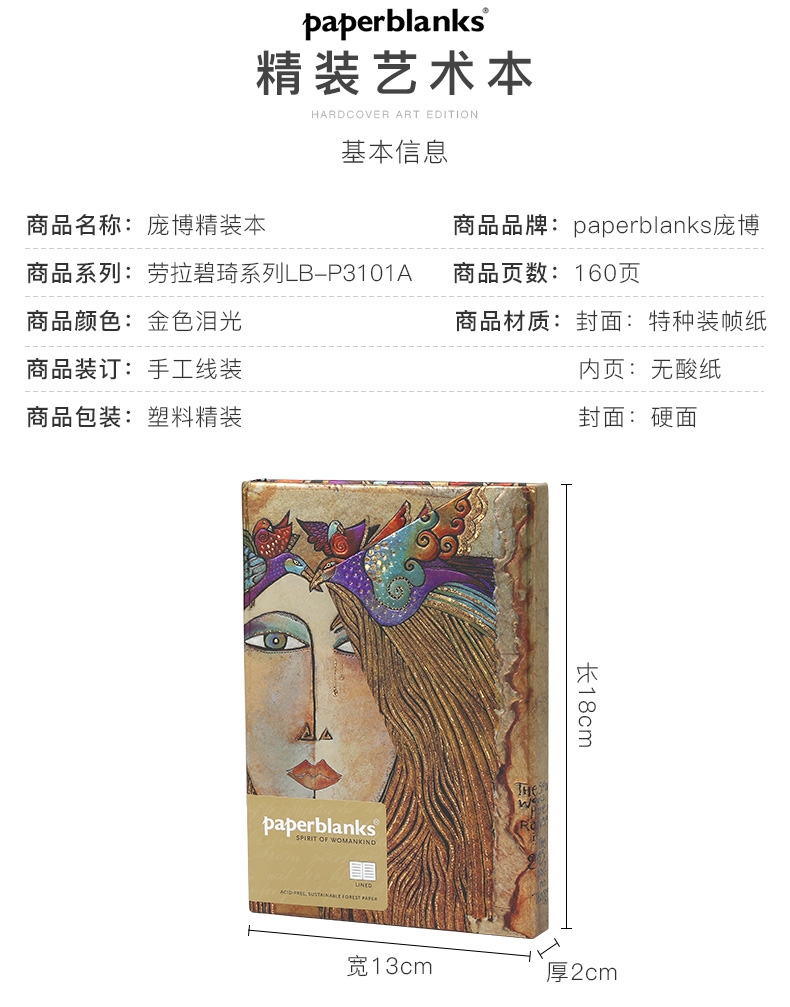 paperblanks®
精装艺术本
HARDCOVER ART EDITION
基本信息
商品名称：庞博精装本
商品品牌：paperblanks庞博
商品系列：劳拉碧琦系列LB-P3101A
商品页数：160页
商品颜色：金色泪光
商品材质：封面：特种装帧纸
商品装订：手工线装
内页：无酸纸
商品包装：塑料精装
封面：硬面
长18cm
paperblanks®
SPIRIT OF WOMANKIND
LINED
ACID-FREE, SUSTAINABLE FOREST PAPER
宽13cm
厚2cm